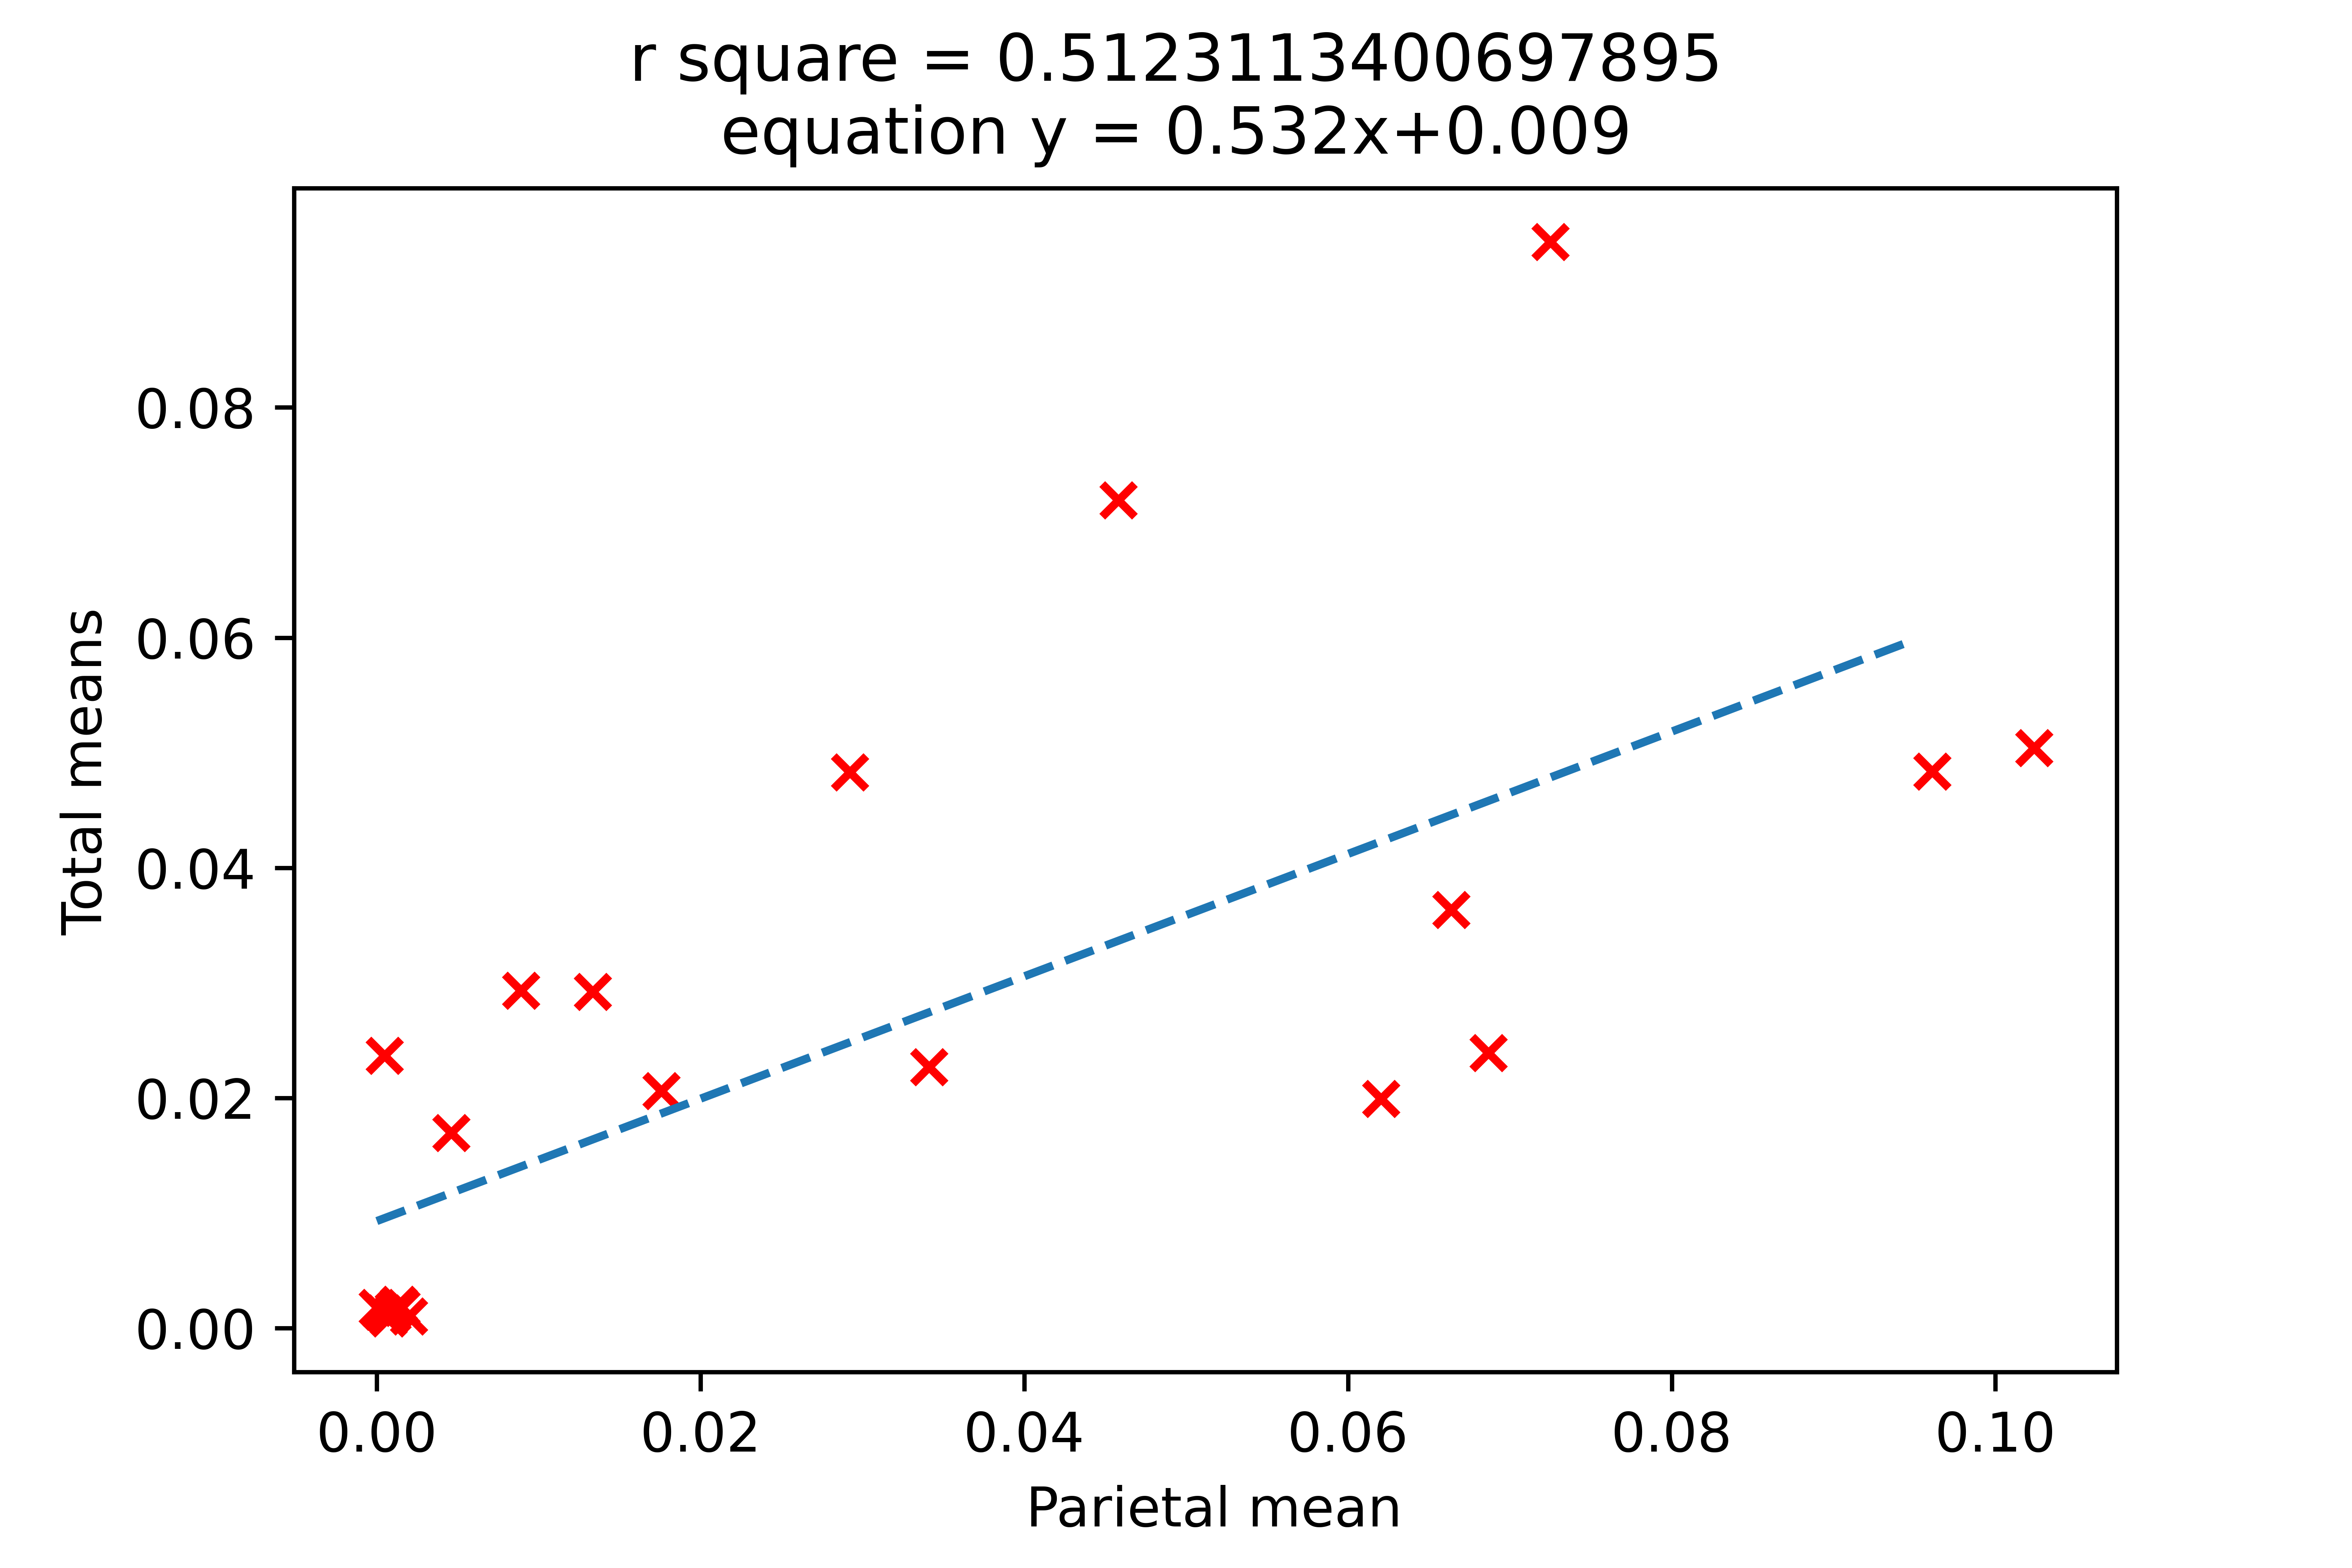 r square = 0.5123113400697895
equation y = 0.532x+0.009
Total means
0.08
0.06
0.04
0.02
0.00
0.00 0.02 0.04 0.06 0.08 0.10
Parietal mean